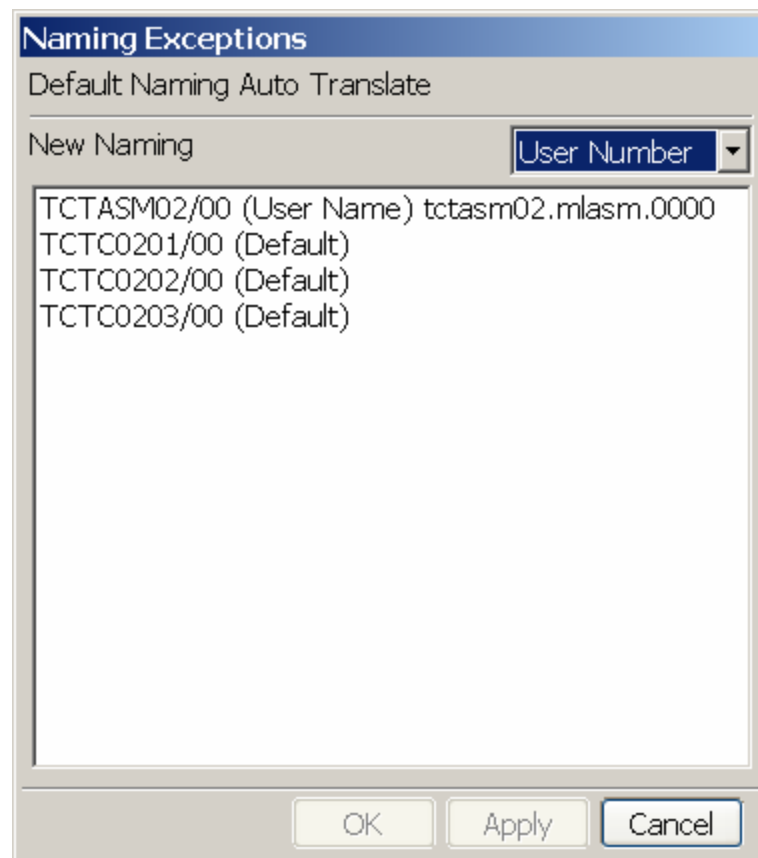 Naming Exceptions
Default Naming Auto Translate
New Naming User Number
TCTASM02/00 (User Name) tctasm02.mlasm.0000
TCTC0201/00 (Default)
TCTC0202/00 (Default)
TCTC0203/00 (Default)
OK Apply Cancel